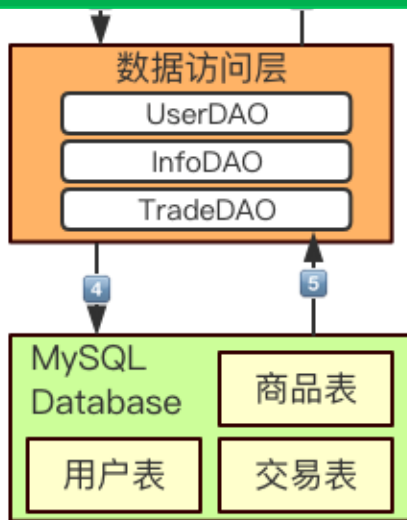 数据访问层
UserDAO
InfoDAO
TradeDAO
4
5
MySQL
Database
商品表
用户表
交易表